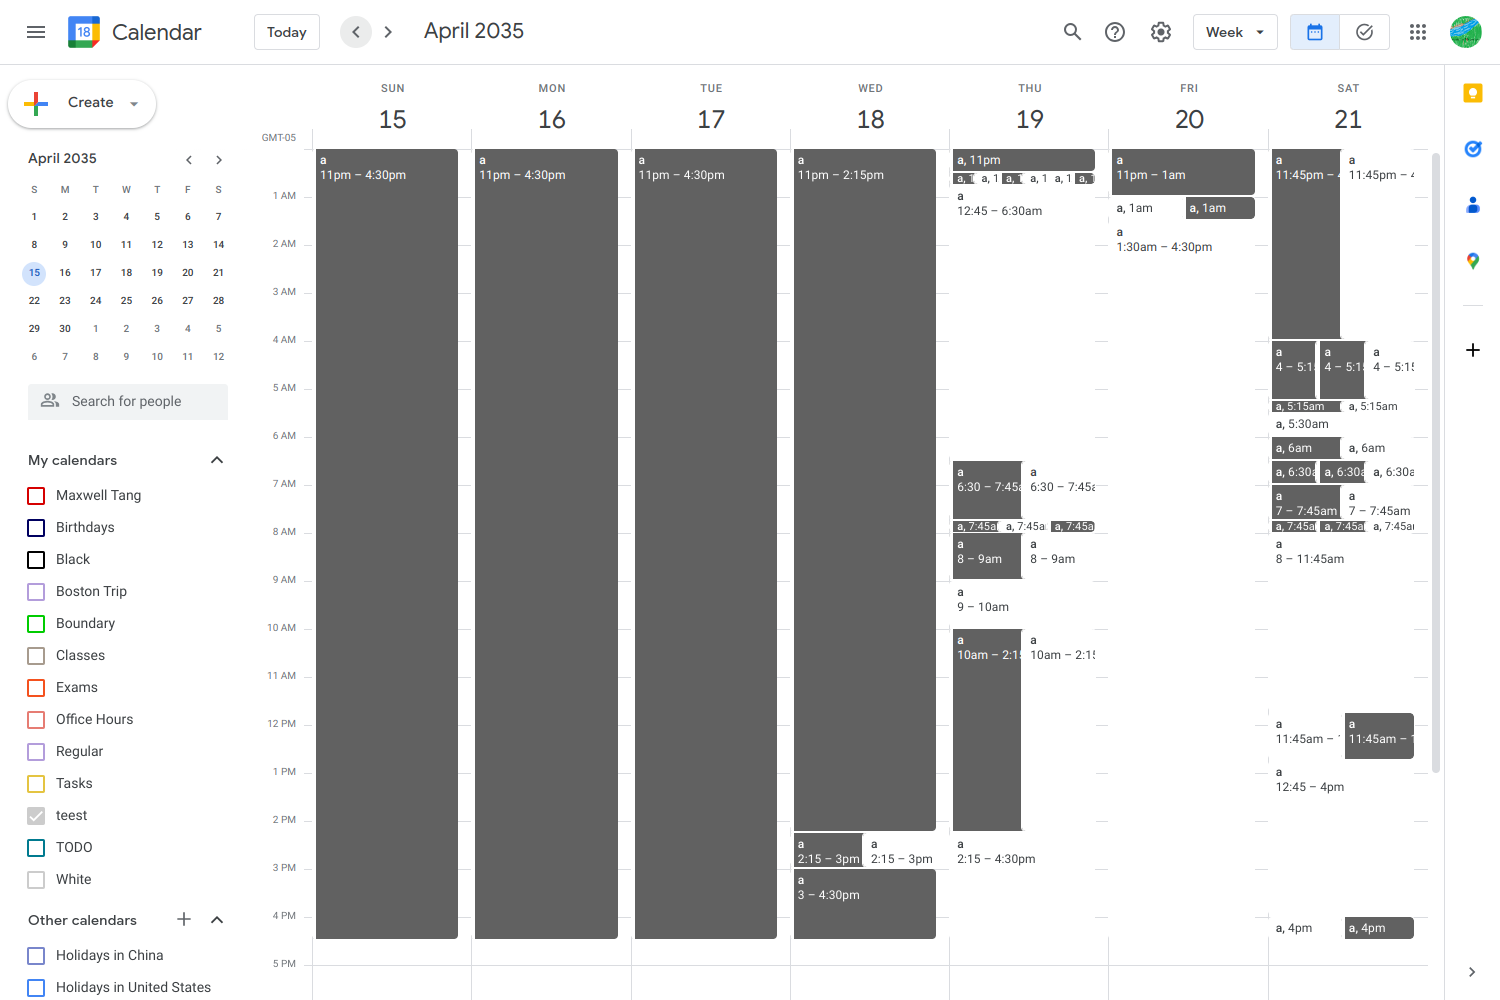 18 Calendar Today April 2035 Week
Create
April 2035
S M T W T F S
1 2 3 4 5 6 7
8 9 10 11 12 13 14
15 16 17 18 19 20 21
22 23 24 25 26 27 28
29 30 1 2 3 4 5
6 7 8 9 10 11 12
Search for people
My calendars
Maxwell Tang
Birthdays
Black
Boston Trip
Boundary
Classes
Exams
Office Hours
Regular
Tasks
teest
TODO
White
Other calendars
Holidays in China
Holidays in United States
GMT-05
1 AM
2 AM
3 AM
4 AM
5 AM
6 AM
7 AM
8 AM
9 AM
10 AM
11 AM
12 PM
1 PM
2 PM
3 PM
4 PM
5 PM
SUN
15
a
11pm – 4:30pm
MON
16
a
11pm – 4:30pm
TUE
17
a
11pm – 4:30pm
WED
18
a
11pm – 2:15pm
a
2:15 – 3pm
a
2:15 – 3pm
a
3 – 4:30pm
THU
19
a, 11pm
a, 1 a, 1 a, 1 a, 1 a, 1 a, 1
a
12:45 – 6:30am
a
6:30 – 7:45a
a
6:30 – 7:45a
a, 7:45a a, 7:45a a, 7:45a
a
8 – 9am
a
8 – 9am
a
9 – 10am
a
10am – 2:15
a
10am – 2:15
a
2:15 – 4:30pm
FRI
20
a
11pm – 1am
a, 1am a, 1am
a
1:30am – 4:30pm
SAT
21
a
11:45pm – 4
a
11:45pm – 4
a
4 – 5:15
a
4 – 5:15
a
4 – 5:15
a, 5:15am a, 5:15am
a, 5:30am
a, 6am a, 6am
a, 6:30a a, 6:30a a, 6:30a
a
7 – 7:45am
a
7 – 7:45am
a, 7:45a a, 7:45a a, 7:45a
a
8 – 11:45am
a
11:45am – 1
a
11:45am – 1
a
12:45 – 4pm
a, 4pm a, 4pm